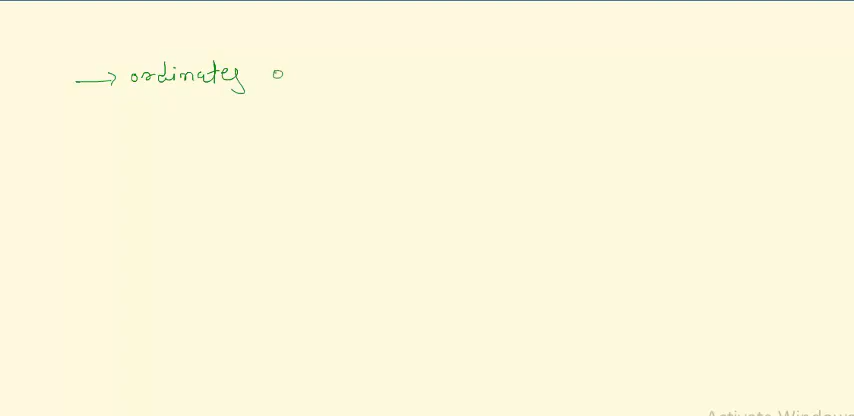 → ordinates o